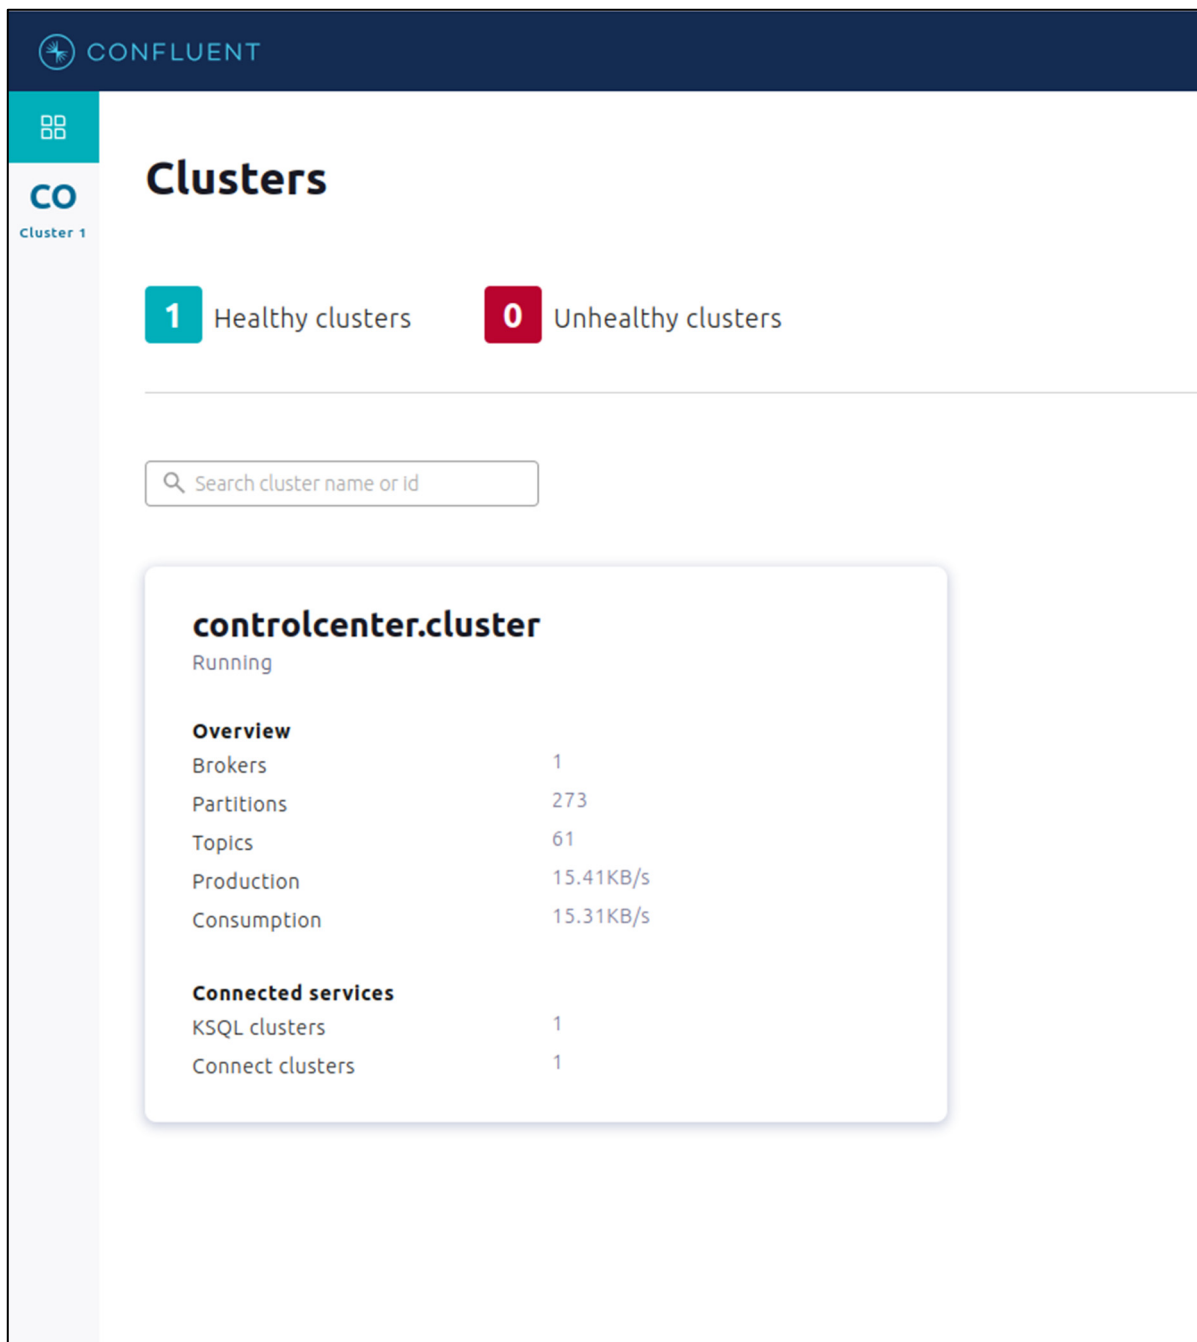 CONFLUENT
CO
Cluster 1
Clusters
1 Healthy clusters 0 Unhealthy clusters
Search cluster name or id
controlcenter.cluster
Running
Overview
Brokers 1
Partitions 273
Topics 61
Production 15.41KB/s
Consumption 15.31KB/s
Connected services
KSQL clusters 1
Connect clusters 1